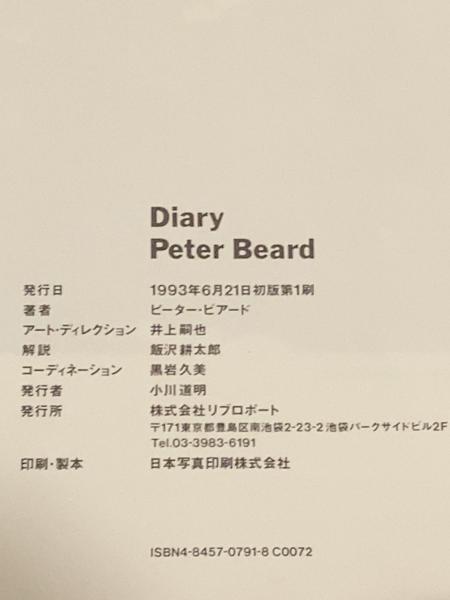 Diary
Peter Beard
発行日 1993年6月21日初版第1刷
著者 ピーター・ビアード
アート・ディレクション 井上嗣也
解説 飯沢耕太郎
コーディネーション 黒岩久美
発行者 小川道明
発行所 株式会社リブロポート
〒171東京都豊島区南池袋2-23-2池袋パークサイドビル2F
Tel.03-3983-6191
印刷・製本 日本写真印刷株式会社
ISBN4-8457-0791-8 C0072